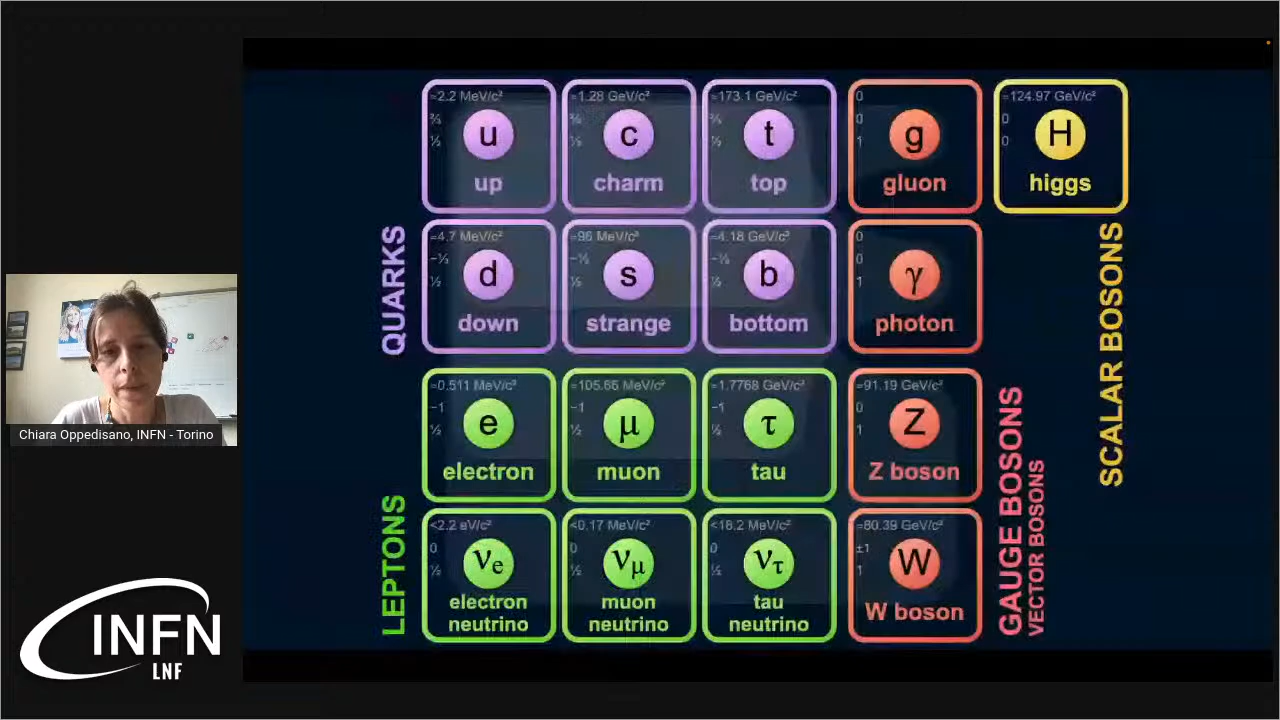 ≈2.2 MeV/c²
⅔
½
u
up
≈1.28 GeV/c²
⅔
½
c
charm
≈173.1 GeV/c²
⅔
½
t
top
0
0
1
g
gluon
≈124.97 GeV/c²
0
0
H
higgs
QUARKS
≈4.7 MeV/c²
−⅓
½
d
down
≈96 MeV/c²
−⅓
½
s
strange
≈4.18 GeV/c²
−⅓
½
b
bottom
0
0
1
γ
photon
SCALAR BOSONS
LEPTONS
≈0.511 MeV/c²
−1
½
e
electron
≈105.66 MeV/c²
−1
½
μ
muon
≈1.7768 GeV/c²
−1
½
τ
tau
≈91.19 GeV/c²
0
1
Z
Z boson
GAUGE BOSONS
VECTOR BOSONS
<2.2 eV/c²
0
½
νe
electron
neutrino
<0.17 MeV/c²
0
½
νμ
muon
neutrino
<18.2 MeV/c²
0
½
ντ
tau
neutrino
≈80.39 GeV/c²
±1
1
W
W boson
Chiara Oppedisano, INFN - Torino
INFN
LNF